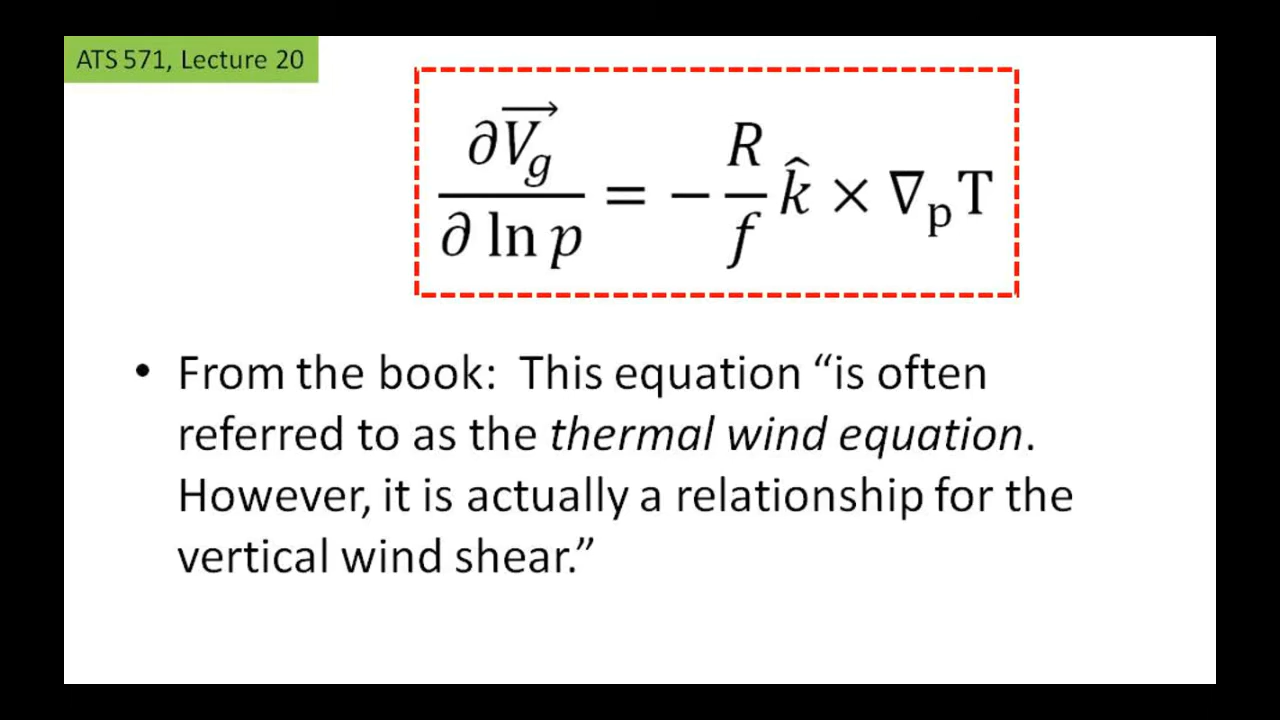 ATS 571, Lecture 20
∂V⃗g / ∂ ln p = − R/f k̂ × ∇pT
• From the book:  This equation “is often
referred to as the thermal wind equation.
However, it is actually a relationship for the
vertical wind shear.”